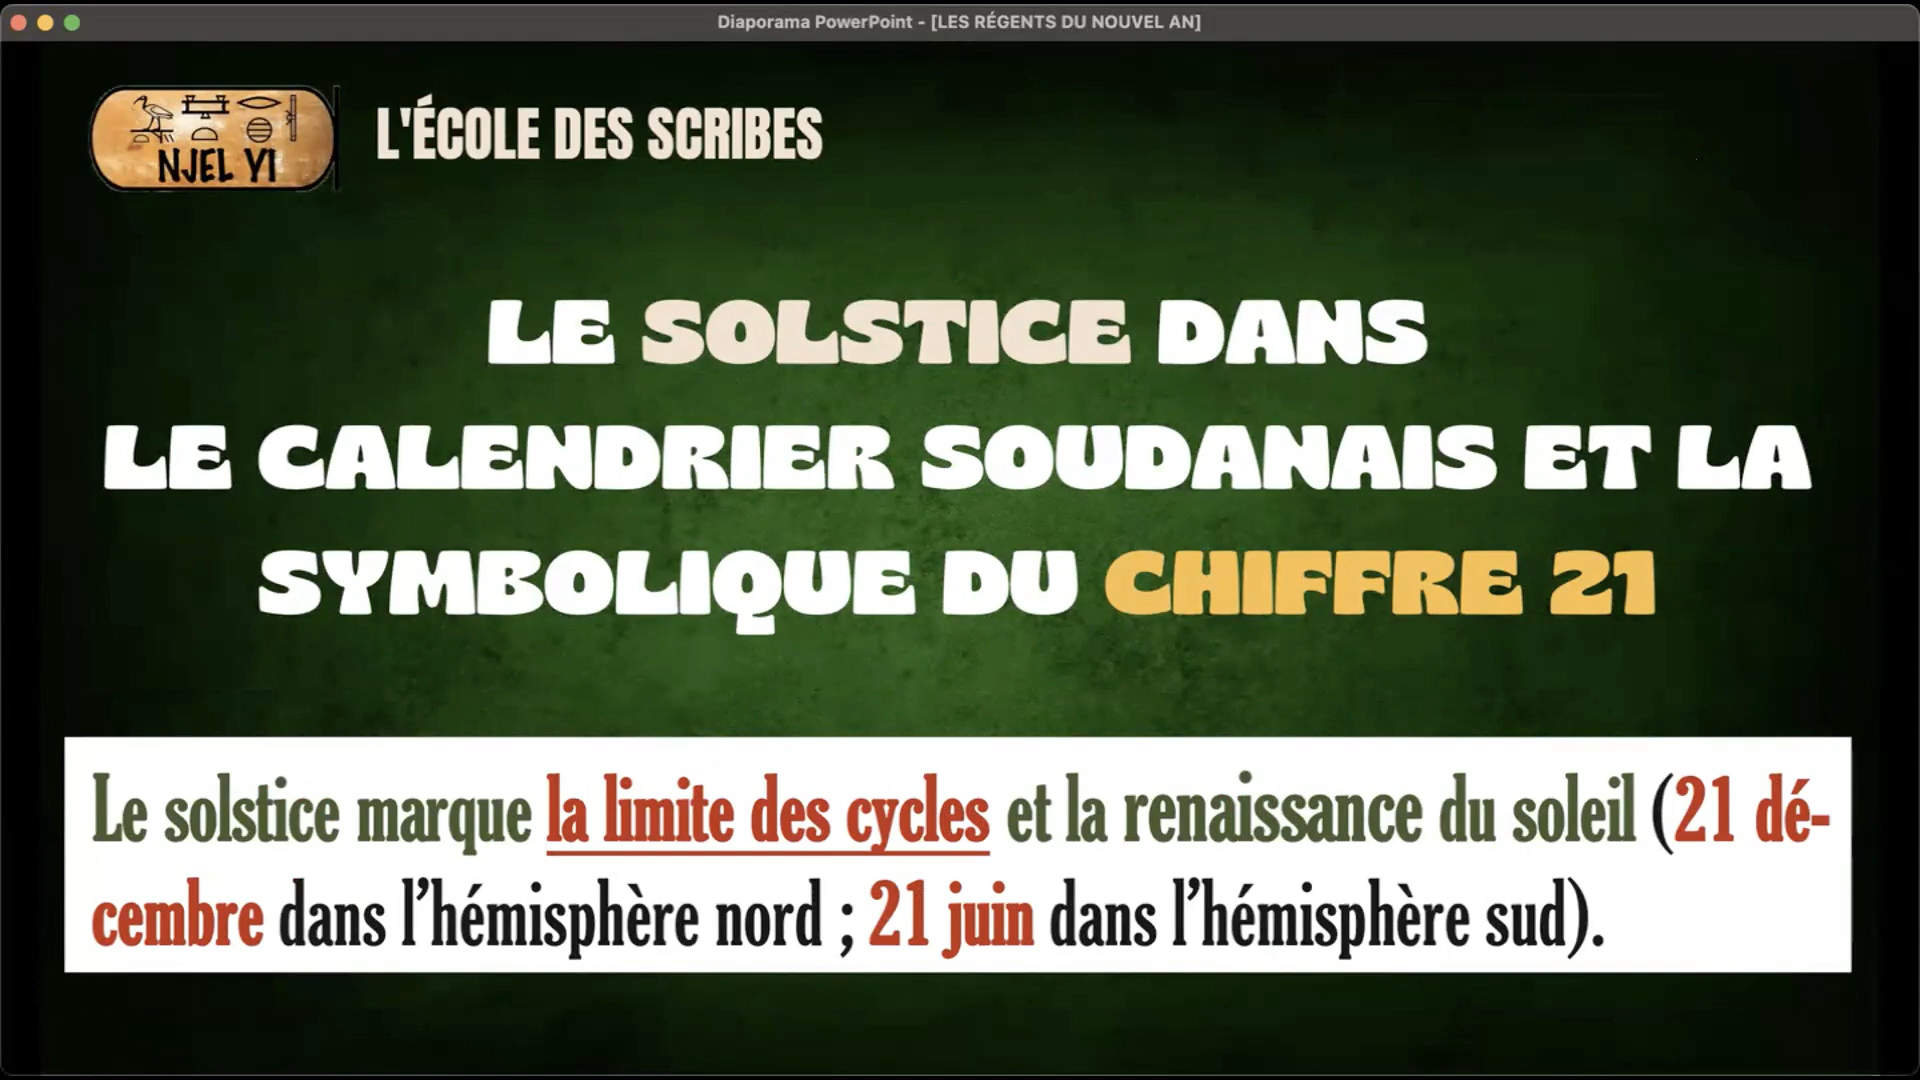 Diaporama PowerPoint - [LES RÉGENTS DU NOUVEL AN]
NJEL YI
L'ÉCOLE DES SCRIBES
LE SOLSTICE DANS
LE CALENDRIER SOUDANAIS ET LA
SYMBOLIQUE DU CHIFFRE 21
Le solstice marque la limite des cycles et la renaissance du soleil (21 dé-
cembre dans l’hémisphère nord ; 21 juin dans l’hémisphère sud).